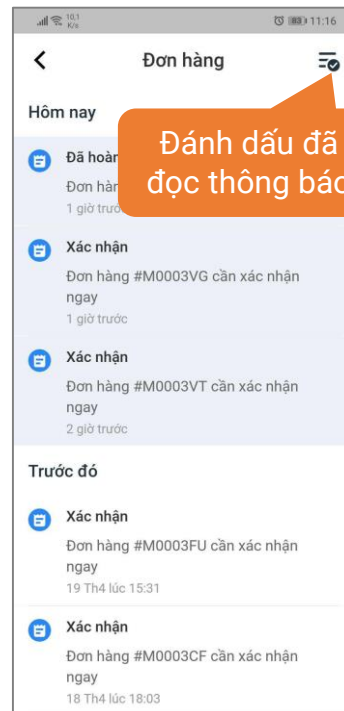 10,1
K/s
11:16
Đơn hàng
Hôm nay
Đánh dấu đã
đọc thông báo
Đã hoàn
Đơn hàn
1 giờ trước
Xác nhận
Đơn hàng #M0003VG cần xác nhận
ngay
1 giờ trước
Xác nhận
Đơn hàng #M0003VT cần xác nhận
ngay
2 giờ trước
Trước đó
Xác nhận
Đơn hàng #M0003FU cần xác nhận
ngay
19 Th4 lúc 15:31
Xác nhận
Đơn hàng #M0003CF cần xác nhận
ngay
18 Th4 lúc 18:03